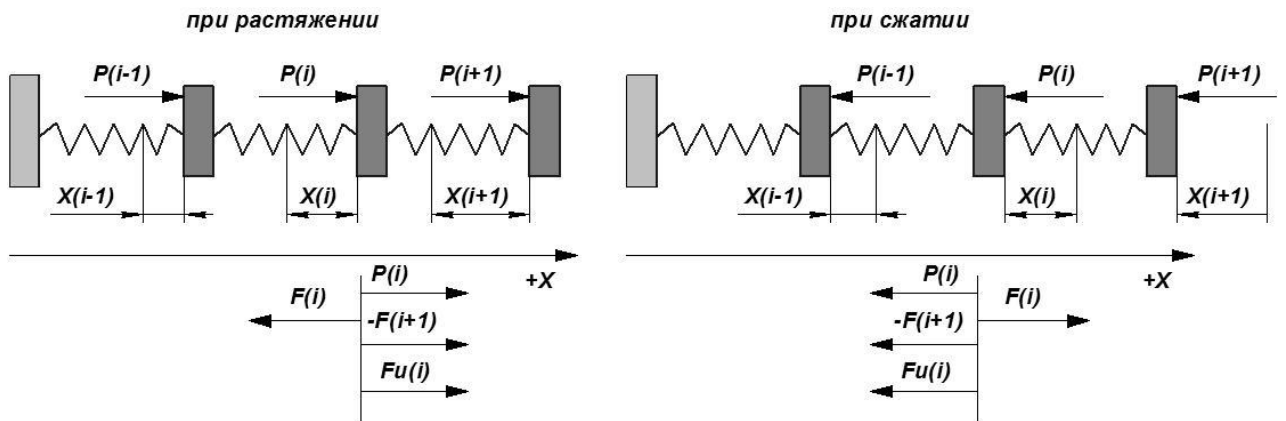 при растяжении
при сжатии
P(i-1)
P(i)
P(i+1)
P(i-1)
P(i)
P(i+1)
X(i-1)
X(i)
X(i+1)
X(i-1)
X(i)
X(i+1)
+X
+X
P(i)
F(i)
-F(i+1)
Fu(i)
P(i)
F(i)
-F(i+1)
Fu(i)